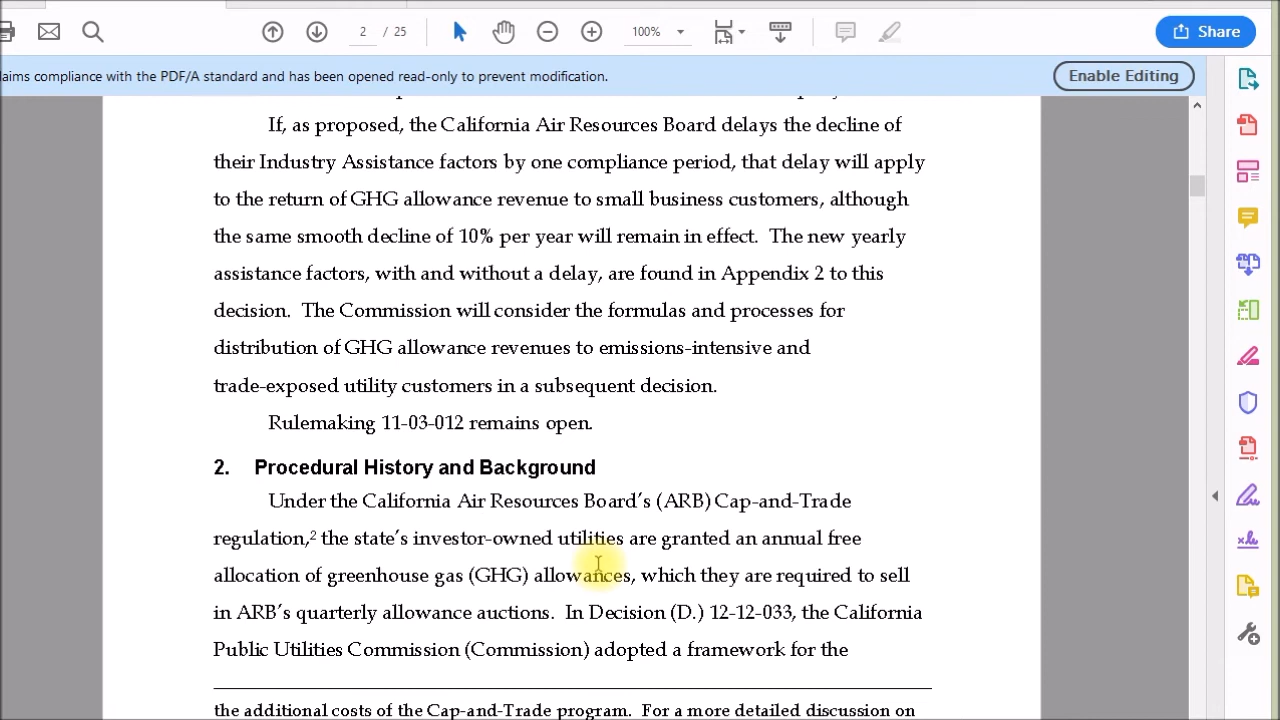 2 / 25
100%
Share
laims compliance with the PDF/A standard and has been opened read-only to prevent modification.
Enable Editing
If, as proposed, the California Air Resources Board delays the decline of
their Industry Assistance factors by one compliance period, that delay will apply
to the return of GHG allowance revenue to small business customers, although
the same smooth decline of 10% per year will remain in effect.  The new yearly
assistance factors, with and without a delay, are found in Appendix 2 to this
decision.  The Commission will consider the formulas and processes for
distribution of GHG allowance revenues to emissions-intensive and
trade-exposed utility customers in a subsequent decision.
Rulemaking 11-03-012 remains open.
2. Procedural History and Background
Under the California Air Resources Board's (ARB) Cap-and-Trade
regulation,2 the state's investor-owned utilities are granted an annual free
allocation of greenhouse gas (GHG) allowances, which they are required to sell
in ARB's quarterly allowance auctions.  In Decision (D.) 12-12-033, the California
Public Utilities Commission (Commission) adopted a framework for the
the additional costs of the Cap-and-Trade program.  For a more detailed discussion on